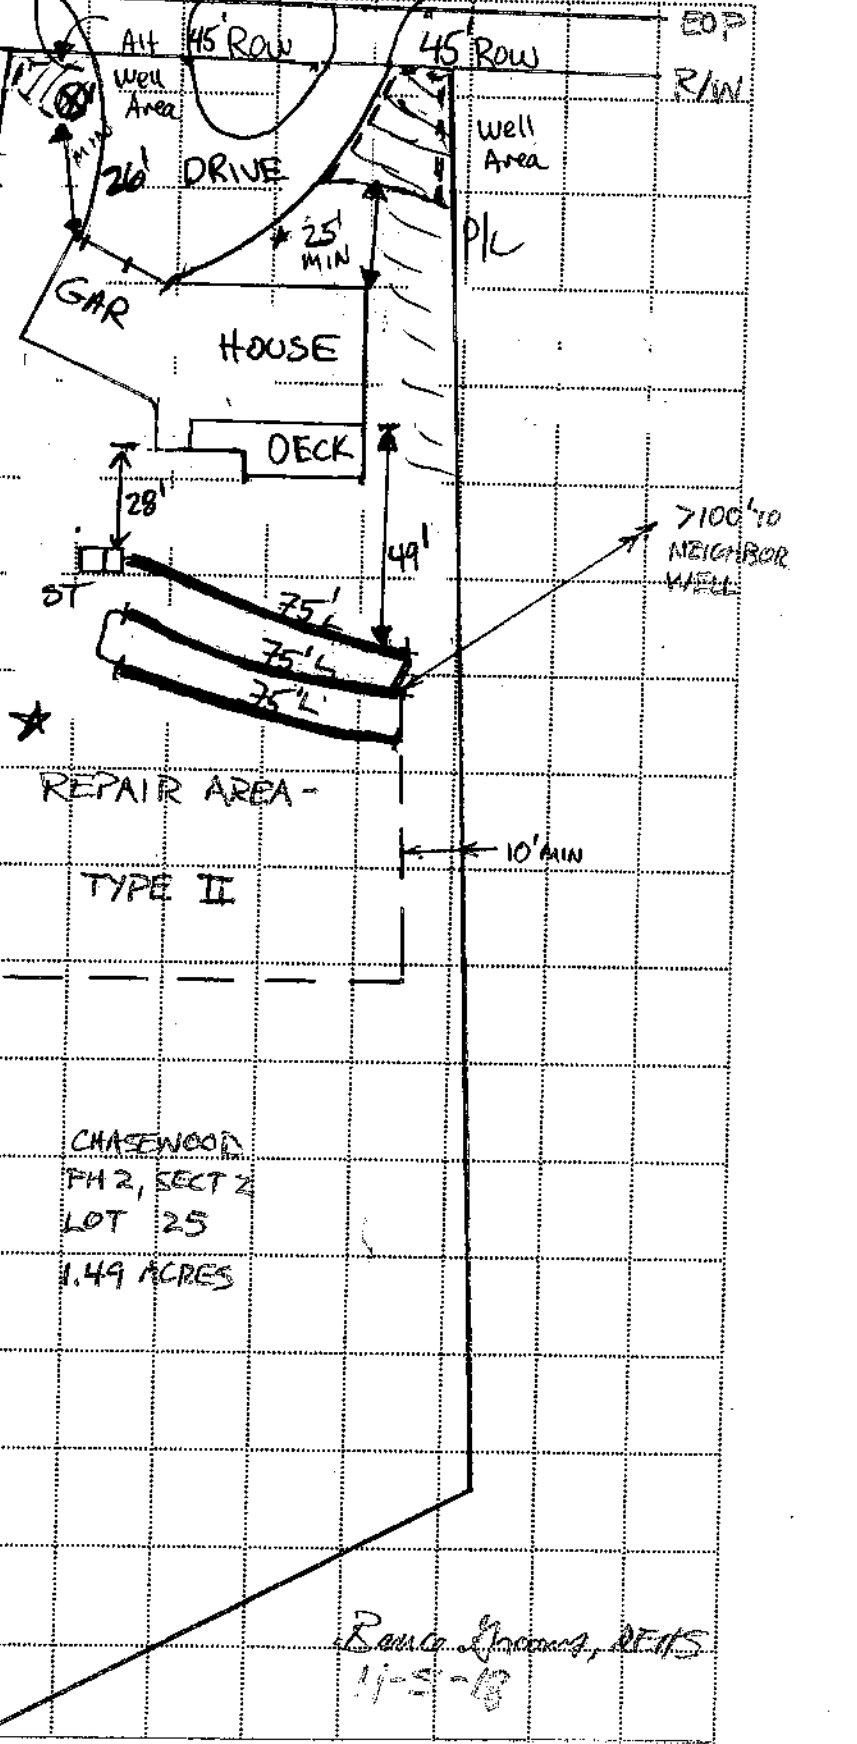 EOP
45' ROW
45' ROW
R/W
Alt
Well
Area
Well
Area
MIN
26'
DRIVE
P/L
25'
MIN
GAR
HOUSE
DECK
28'
49'
>100' TO
NEIGHBOR
WELL
ST
75'L
75'L
75'L
REPAIR AREA-
10' MIN
TYPE II
CHASEWOOD
PH 2, SECT 2
LOT 25
1.49 ACRES
REHS